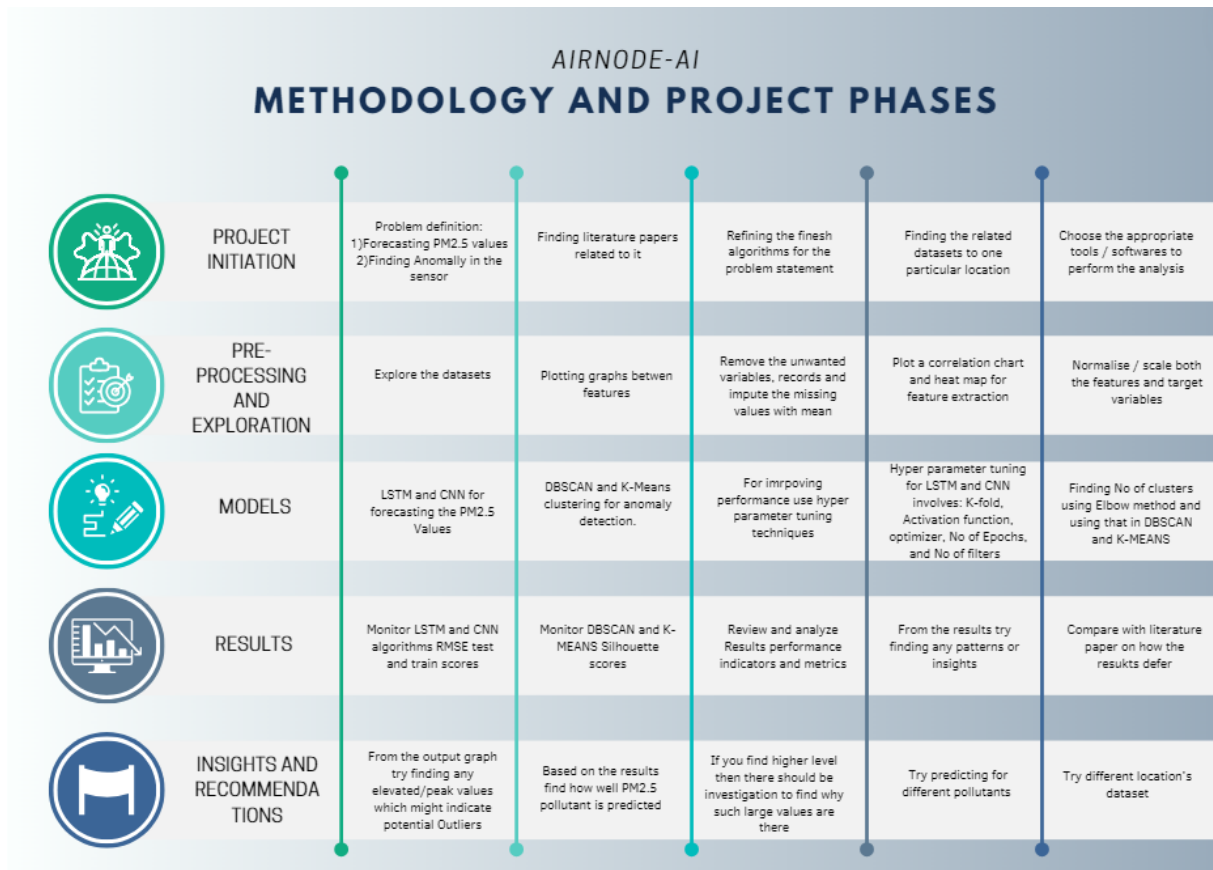 AIRNODE-AI
METHODOLOGY AND PROJECT PHASES
PROJECT
INITIATION
Problem definition:
1)Forecasting PM2.5 values
2)Finding Anomally in the
sensor
Finding literature papers
related to it
Refining the finesh
algorithms for the
problem statement
Finding the related
datasets to one
particular location
Choose the appropriate
tools / softwares to
perform the analysis
PRE-
PROCESSING
AND
EXPLORATION
Explore the datasets
Plotting graphs betwen
features
Remove the unwanted
variables, records and
impute the missing
values with mean
Plot a correlation chart
and heat map for
feature extraction
Normalise / scale both
the features and target
variables
MODELS
LSTM and CNN for
forecasting the PM2.5
Values
DBSCAN and K-Means
clustering for anomaly
detection.
For imrpoving
performance use hyper
parameter tuning
techniques
Hyper parameter tuning
for LSTM and CNN
involves: K-fold,
Activation function,
optimizer, No of Epochs,
and No of filters
Finding No of clusters
using Elbow method and
using that in DBSCAN
and K-MEANS
RESULTS
Monitor LSTM and CNN
algorithms RMSE test
and train scores
Monitor DBSCAN and K-
MEANS Silhouette
scores
Review and analyze
Results performance
indicators and metrics
From the results try
finding any patterns or
insights
Compare with literature
paper on how the
resukts defer
INSIGHTS AND
RECOMMENDA
TIONS
From the output graph
try finding any
elevated/peak values
which might indicate
potential Outliers
Based on the results
find how well PM2.5
pollutant is predicted
If you find higher level
then there should be
investigation to find why
such large values are
there
Try predicting for
different pollutants
Try different location's
dataset